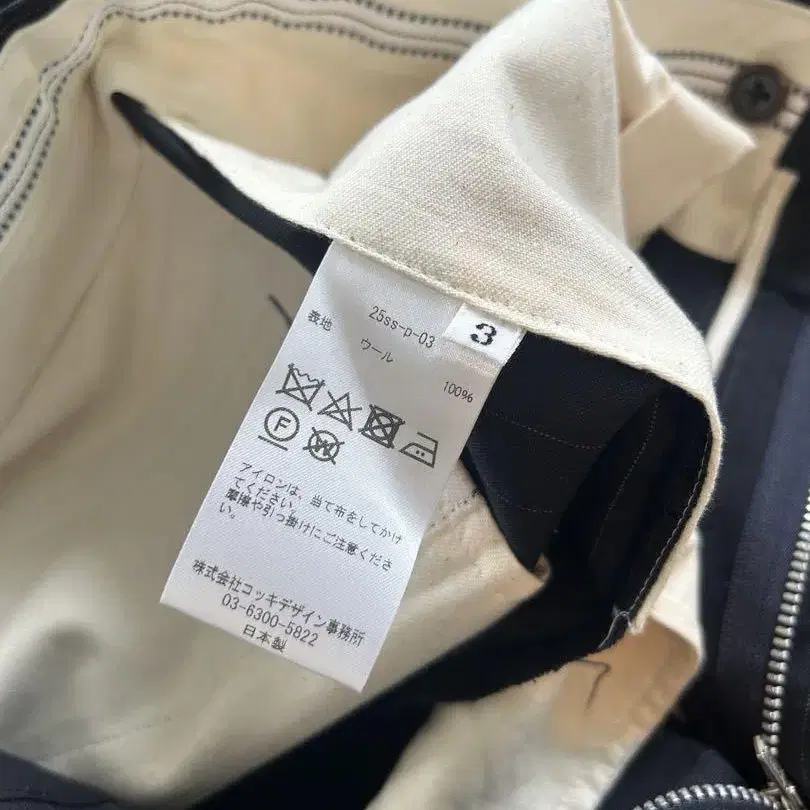 25ss-p-03
3
表地
ウール
100%
F
W
アイロンは、当て布をしてかけ
てください。
摩擦や引っ掛けにご注意くださ
い。
株式会社コッキデザイン事務所
03-6300-5822
日本製